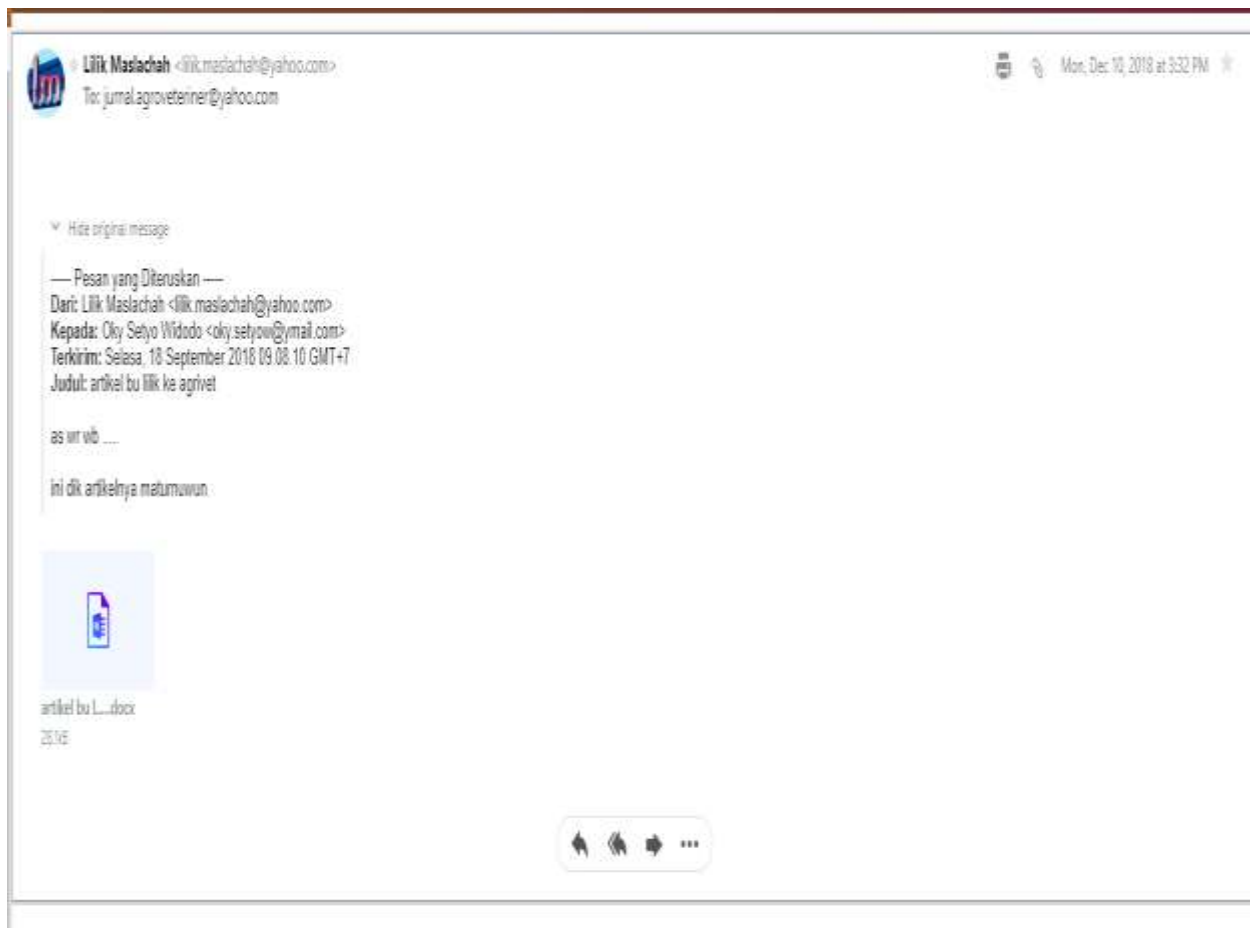 lm
Lilik Maslachah <lilik.maslachah@yahoo.com>
Mon, Dec 10, 2018 at 3:32 PM
To: jurnal.agroveteriner@yahoo.com
Hide original message
----- Pesan yang Diteruskan -----
Dari: Lilik Maslachah <lilik.maslachah@yahoo.com>
Kepada: Oky Setyo Widodo <oky.setyow@ymail.com>
Terkirim: Selasa, 18 September 2018 09.08.10 GMT+7
Judul: artikel bu lilik ke agrivet
as wr wb .....
ini dik artikelnya maturnuwun
artikel bu L....docx